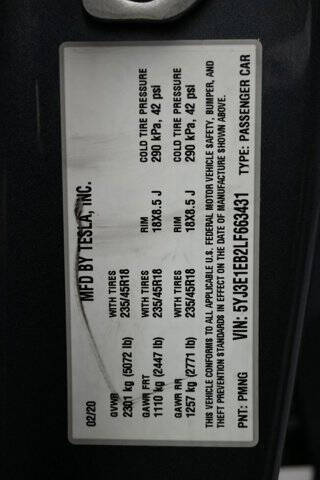 MFD BY TESLA, INC.
02/20
GVWR WITH TIRES RIM COLD TIRE PRESSURE
2301 kg (5072 lb) 235/45R18 18X8.5 J 290 kPa, 42 psi
GAWR FRT WITH TIRES RIM COLD TIRE PRESSURE
1110 kg (2447 lb) 235/45R18 18X8.5 J 290 kPa, 42 psi
GAWR RR WITH TIRES
1257 kg (2771 lb) 235/45R18
THIS VEHICLE CONFORMS TO ALL APPLICABLE U.S. FEDERAL MOTOR VEHICLE SAFETY, BUMPER, AND
THEFT PREVENTION STANDARDS IN EFFECT ON THE DATE OF MANUFACTURE SHOWN ABOVE.
PNT: PMNG VIN: 5YJ3E1EB2LF663431 TYPE: PASSENGER CAR